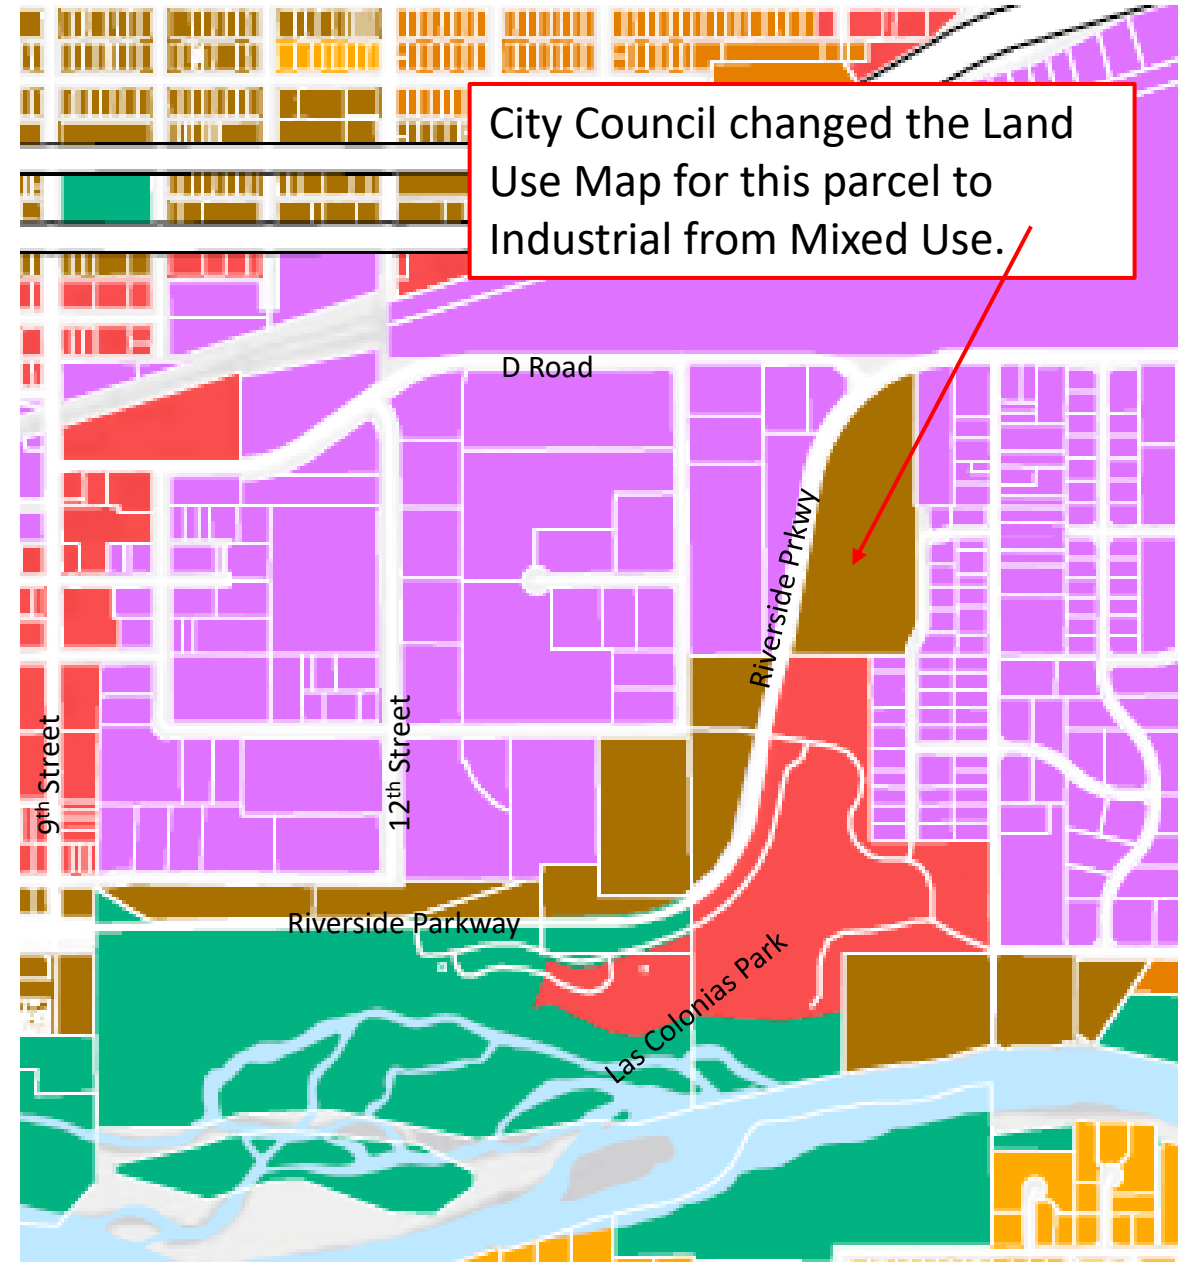 City Council changed the Land
Use Map for this parcel to
Industrial from Mixed Use.
D Road
Riverside Prkwy
9th Street
12th Street
Riverside Parkway
Las Colonias Park